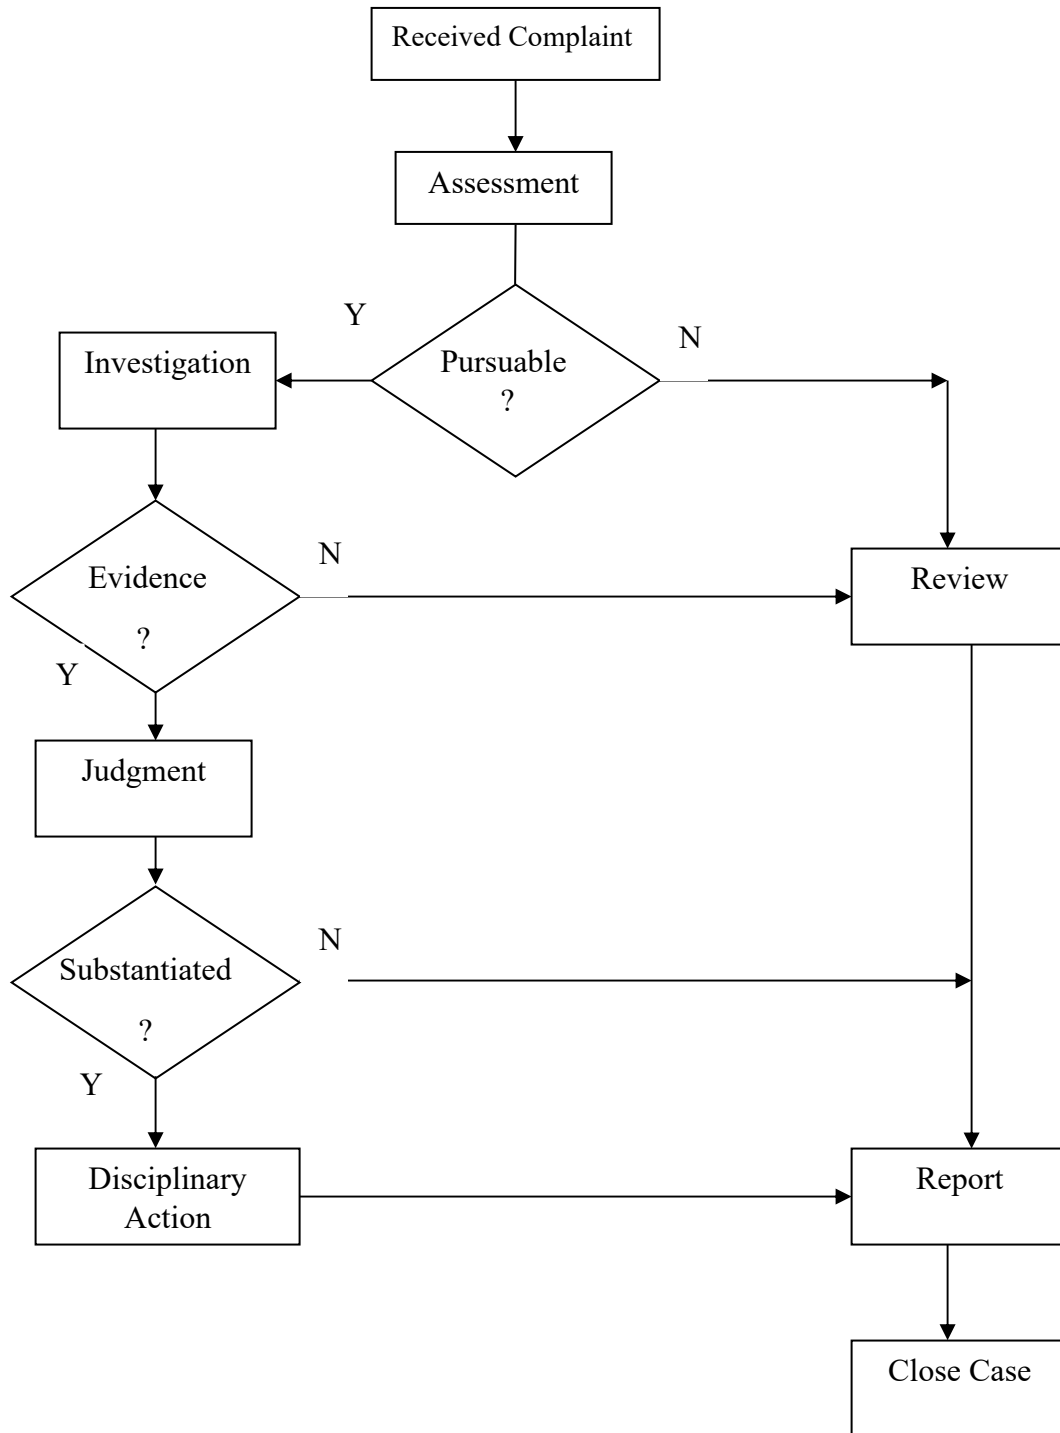 Received Complaint
Assessment
Y
N
Pursuable
?
Investigation
N
Evidence
?
Y
Review
Judgment
N
Substantiated
?
Y
Disciplinary
Action
Report
Close Case